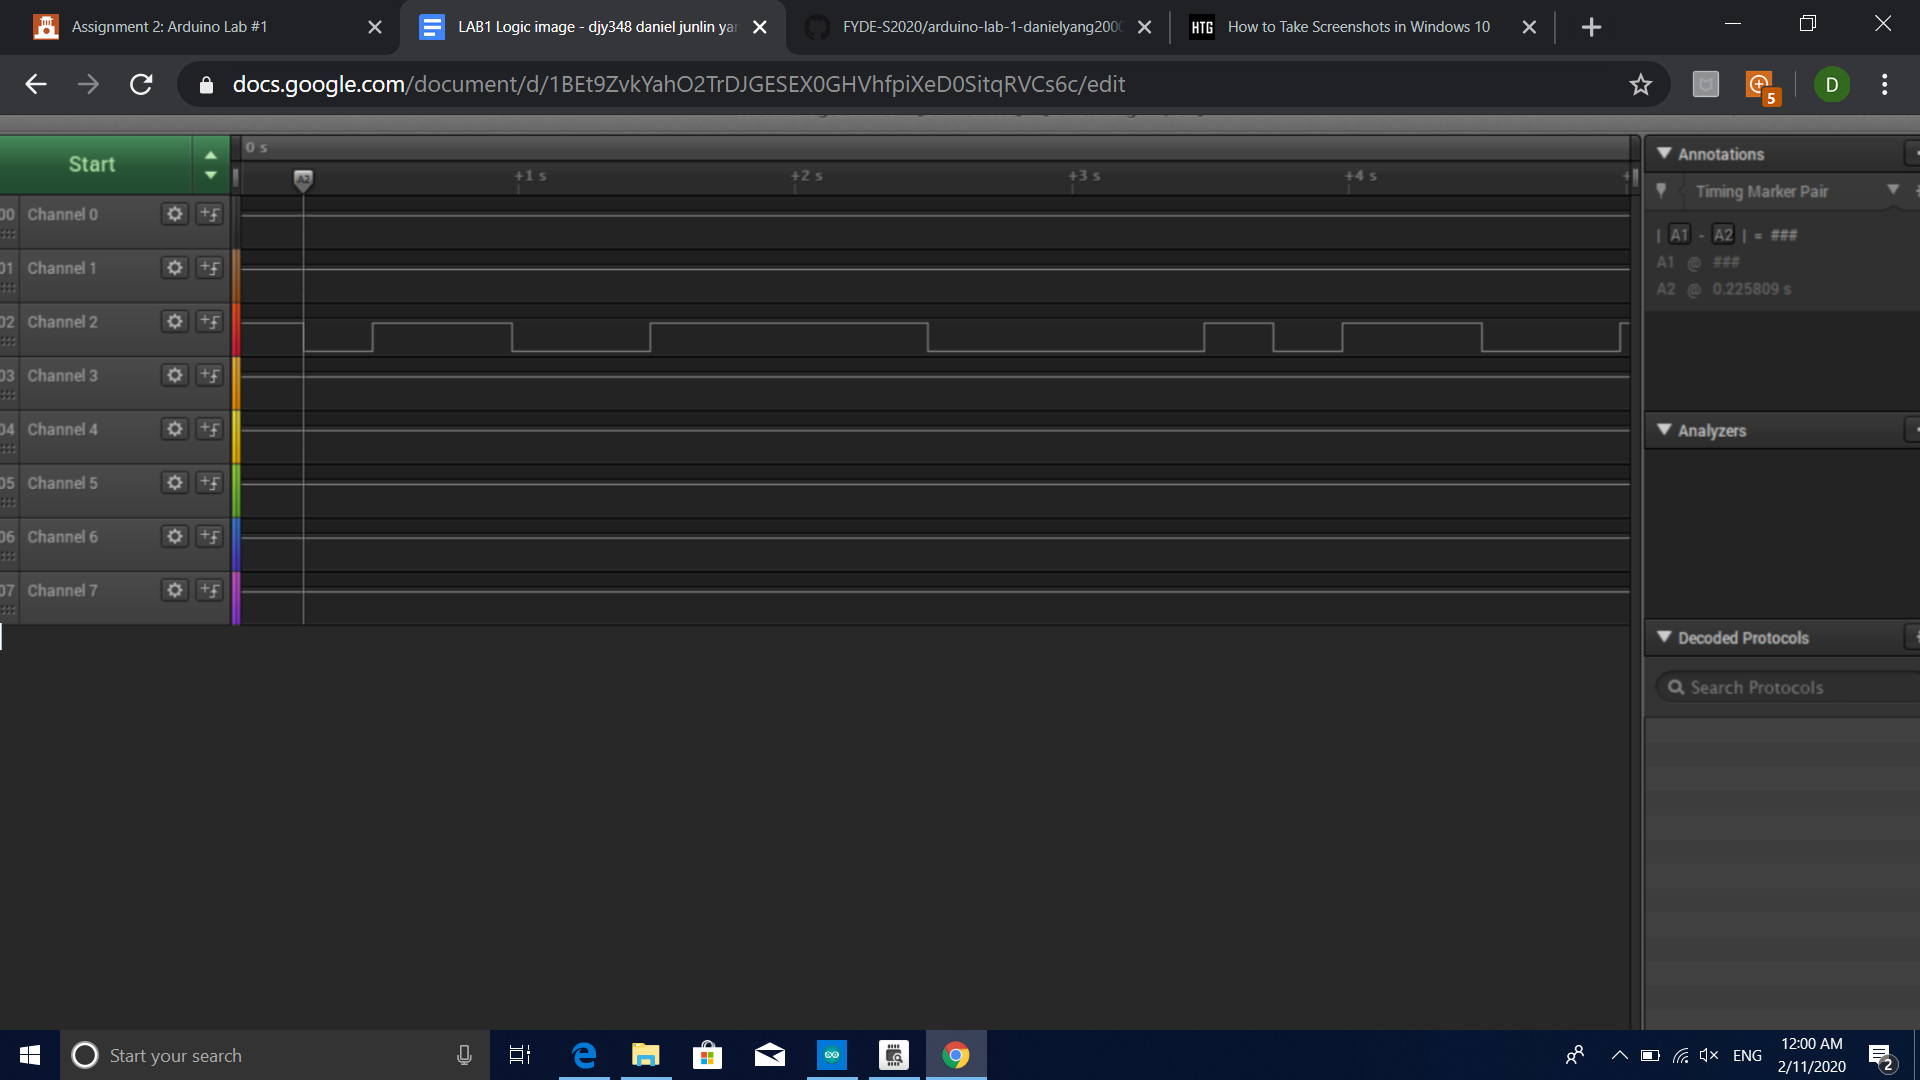 Assignment 2: Arduino Lab #1
LAB1 Logic image - djy348 daniel junlin ya
FYDE-S2020/arduino-lab-1-danielyang200
HTG How to Take Screenshots in Windows 10
docs.google.com/document/d/1BEt9ZvkYahO2TrDJGESEX0GHVhfpiXeD0SitqRVCs6c/edit
5
D
Start
0 s
A2
+1 s
+2 s
+3 s
+4 s
+
00 Channel 0
01 Channel 1
02 Channel 2
03 Channel 3
04 Channel 4
05 Channel 5
06 Channel 6
07 Channel 7
Annotations
Timing Marker Pair
| A1 - A2 | = ###
A1 @ ###
A2 @ 0.225809 s
Analyzers
Decoded Protocols
Search Protocols
Start your search
ENG
12:00 AM
2/11/2020
2